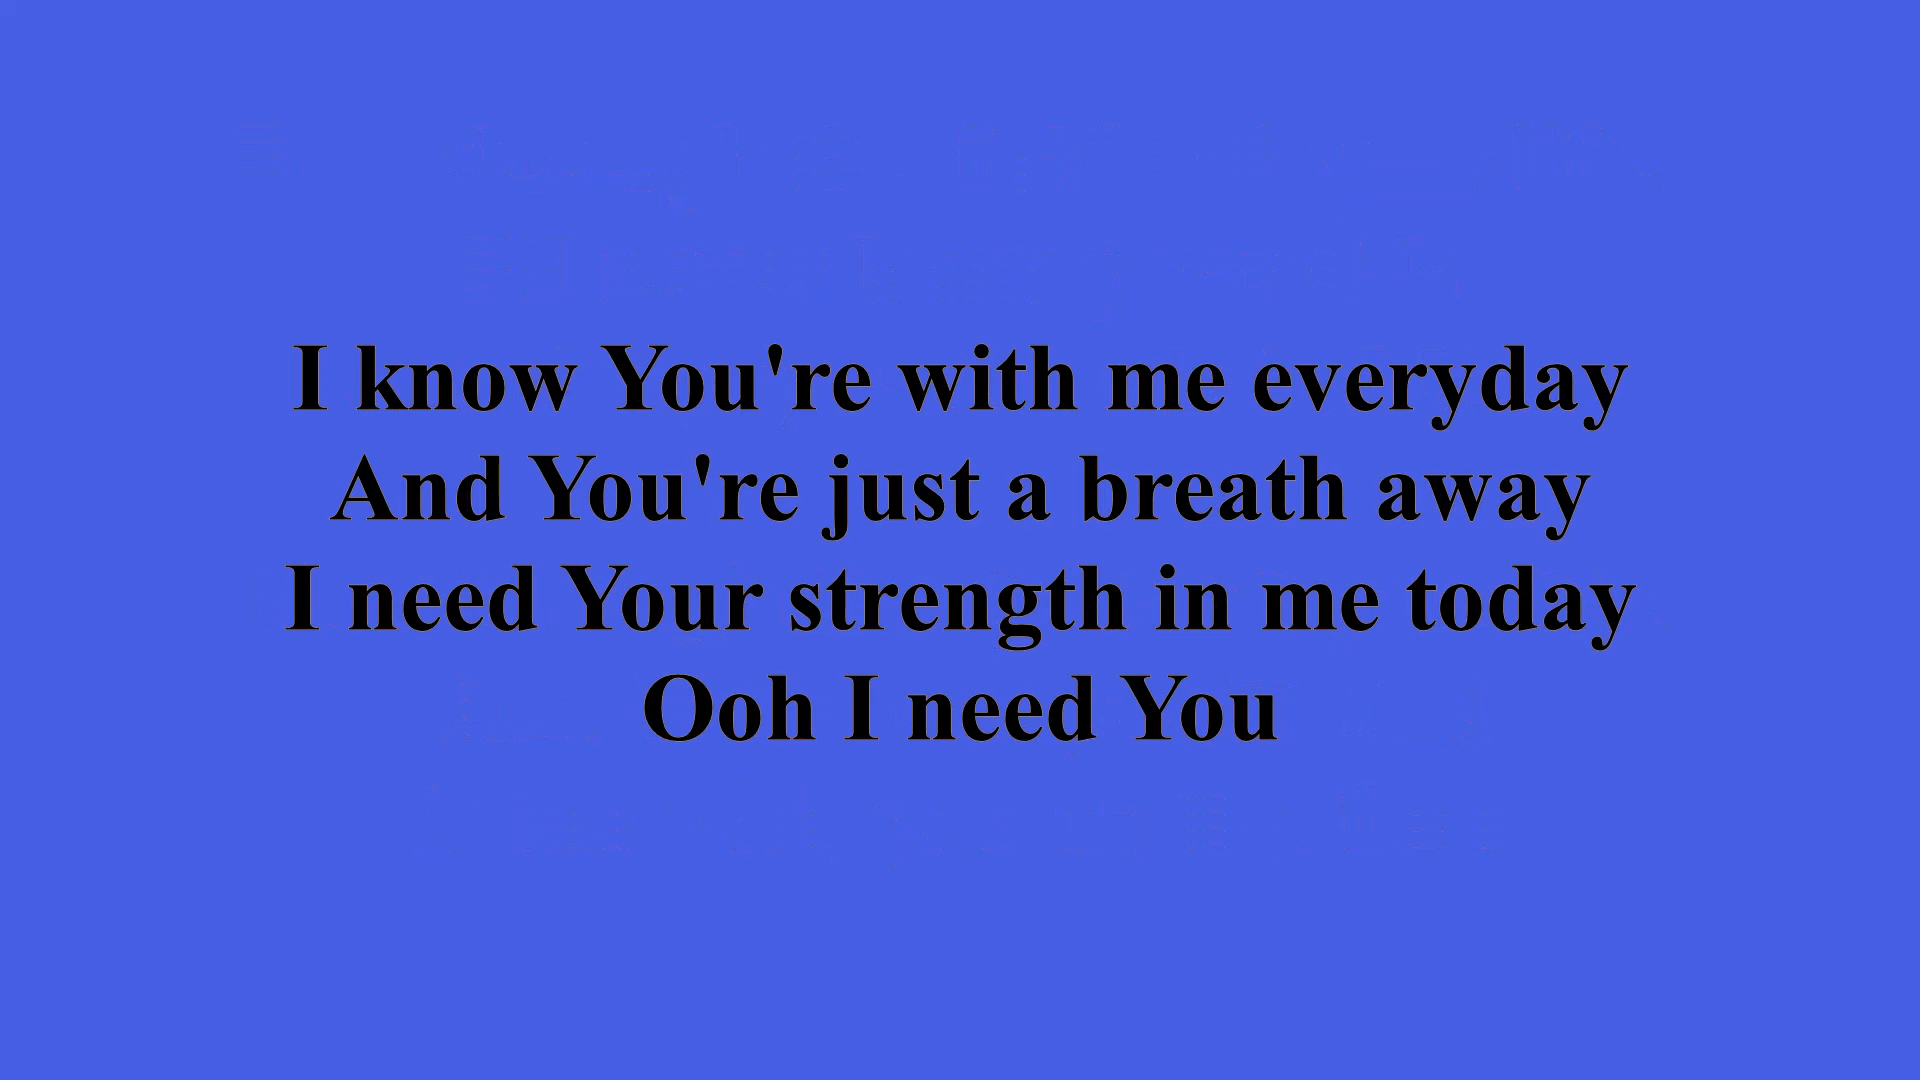 I know You're with me everyday
And You're just a breath away
I need Your strength in me today
Ooh I need You